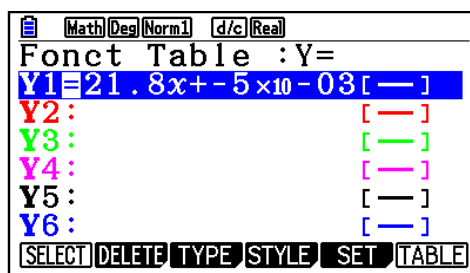 Math Deg Norm1 d/c Real
Fonct Table :Y=
Y1=21.8x+-5×10-03[—]
Y2: [—]
Y3: [—]
Y4: [—]
Y5: [—]
Y6: [—]
SELECT DELETE TYPE STYLE SET TABLE